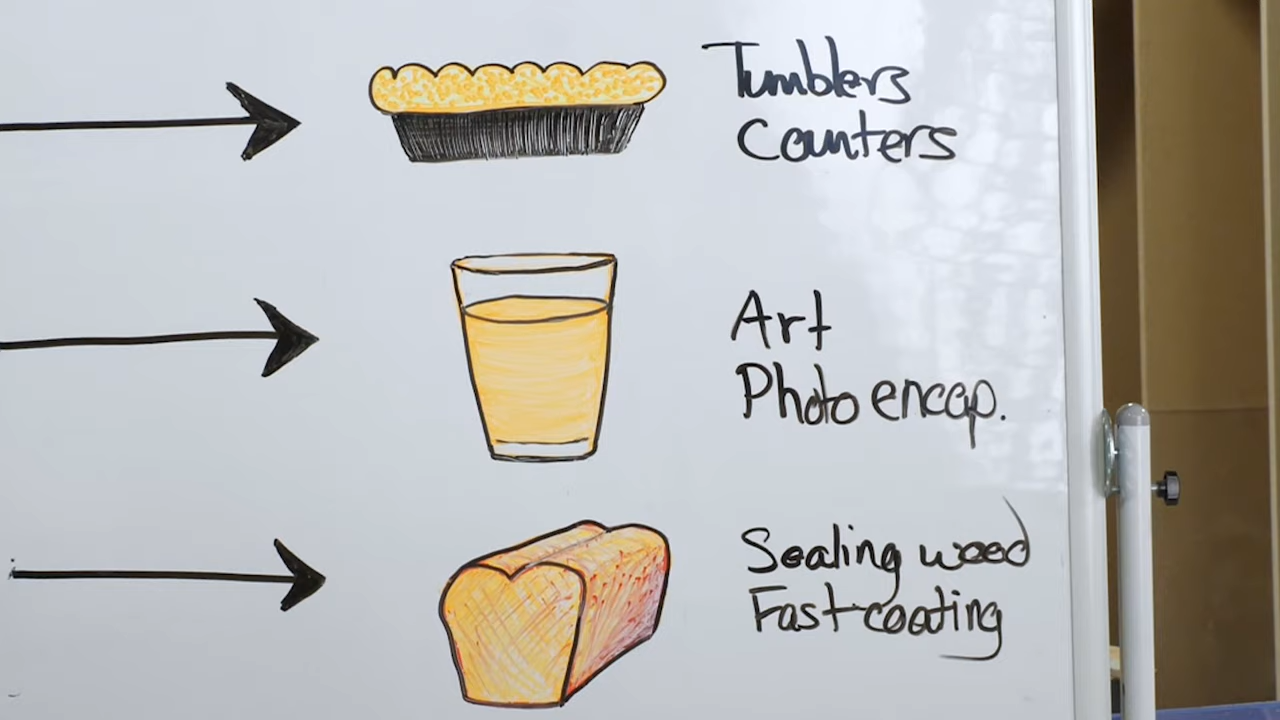 Tumblers
Counters
Art
Photo encap.
Sealing wood
Fast coating